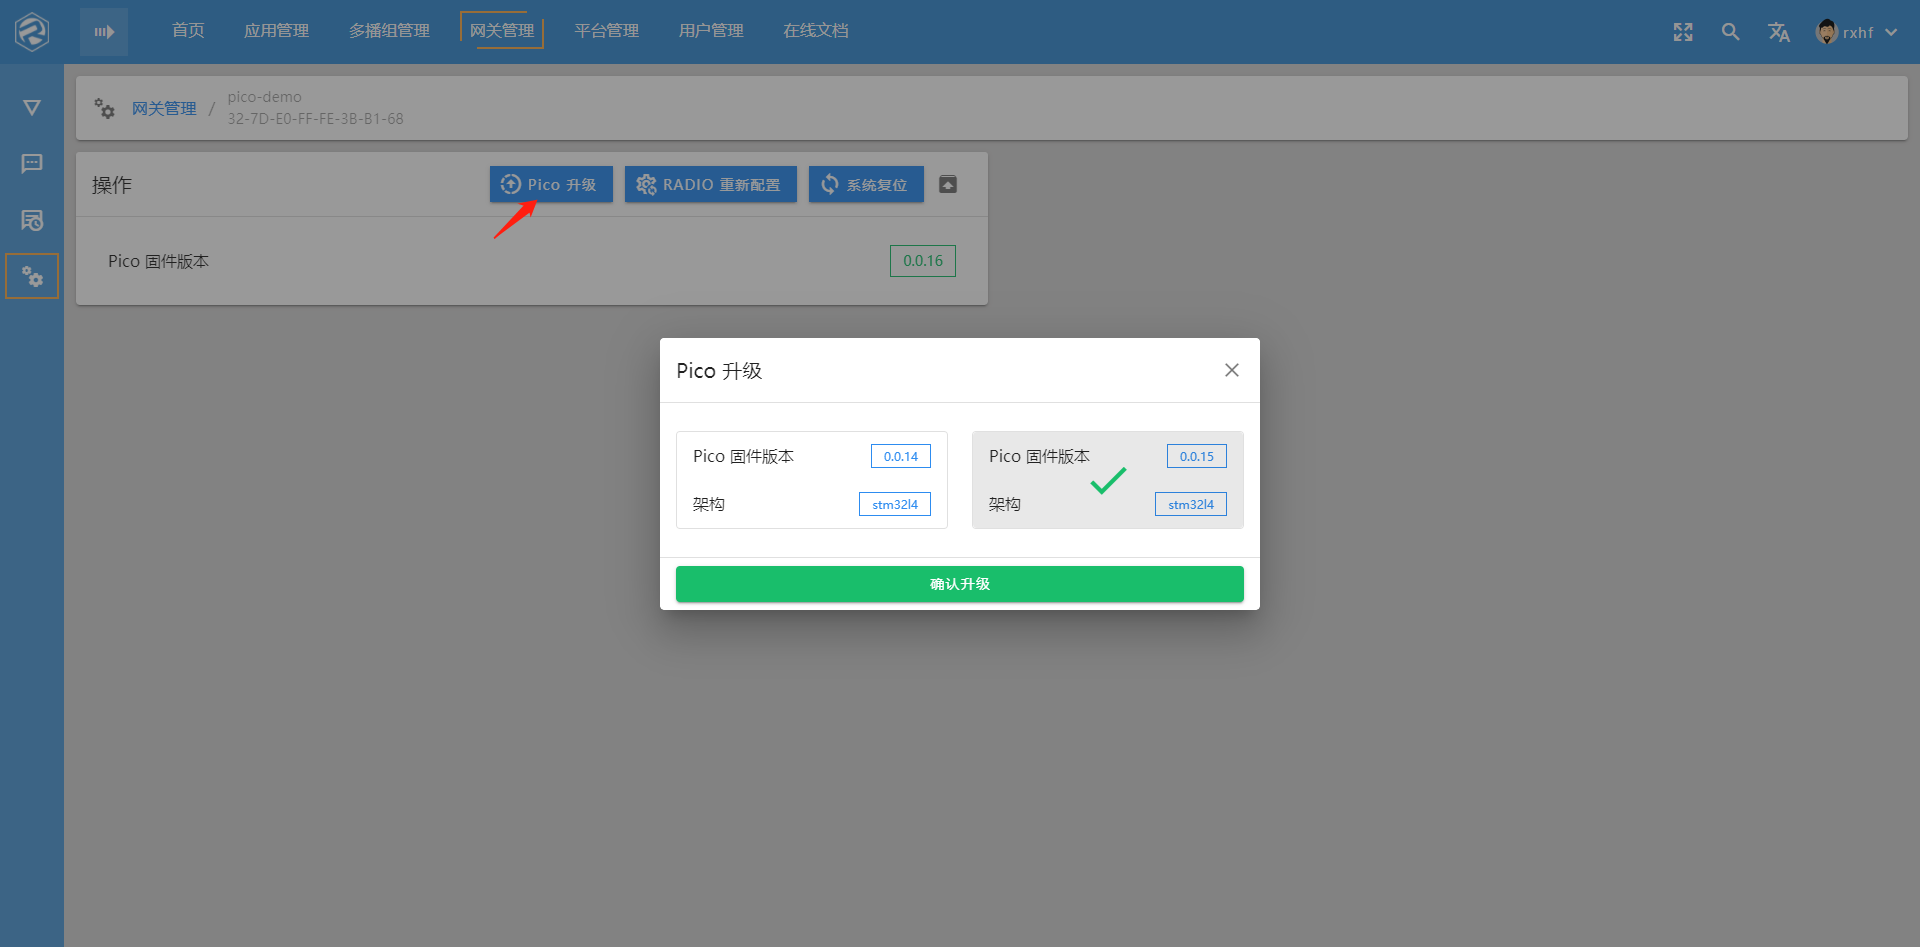 首页 应用管理 多播组管理 网关管理 平台管理 用户管理 在线文档 rxhf
网关管理 / pico-demo
32-7D-E0-FF-FE-3B-B1-68
操作 Pico 升级 RADIO 重新配置 系统复位
Pico 固件版本 0.0.16
Pico 升级
Pico 固件版本 0.0.14
架构 stm32l4
Pico 固件版本 0.0.15
架构 stm32l4
确认升级